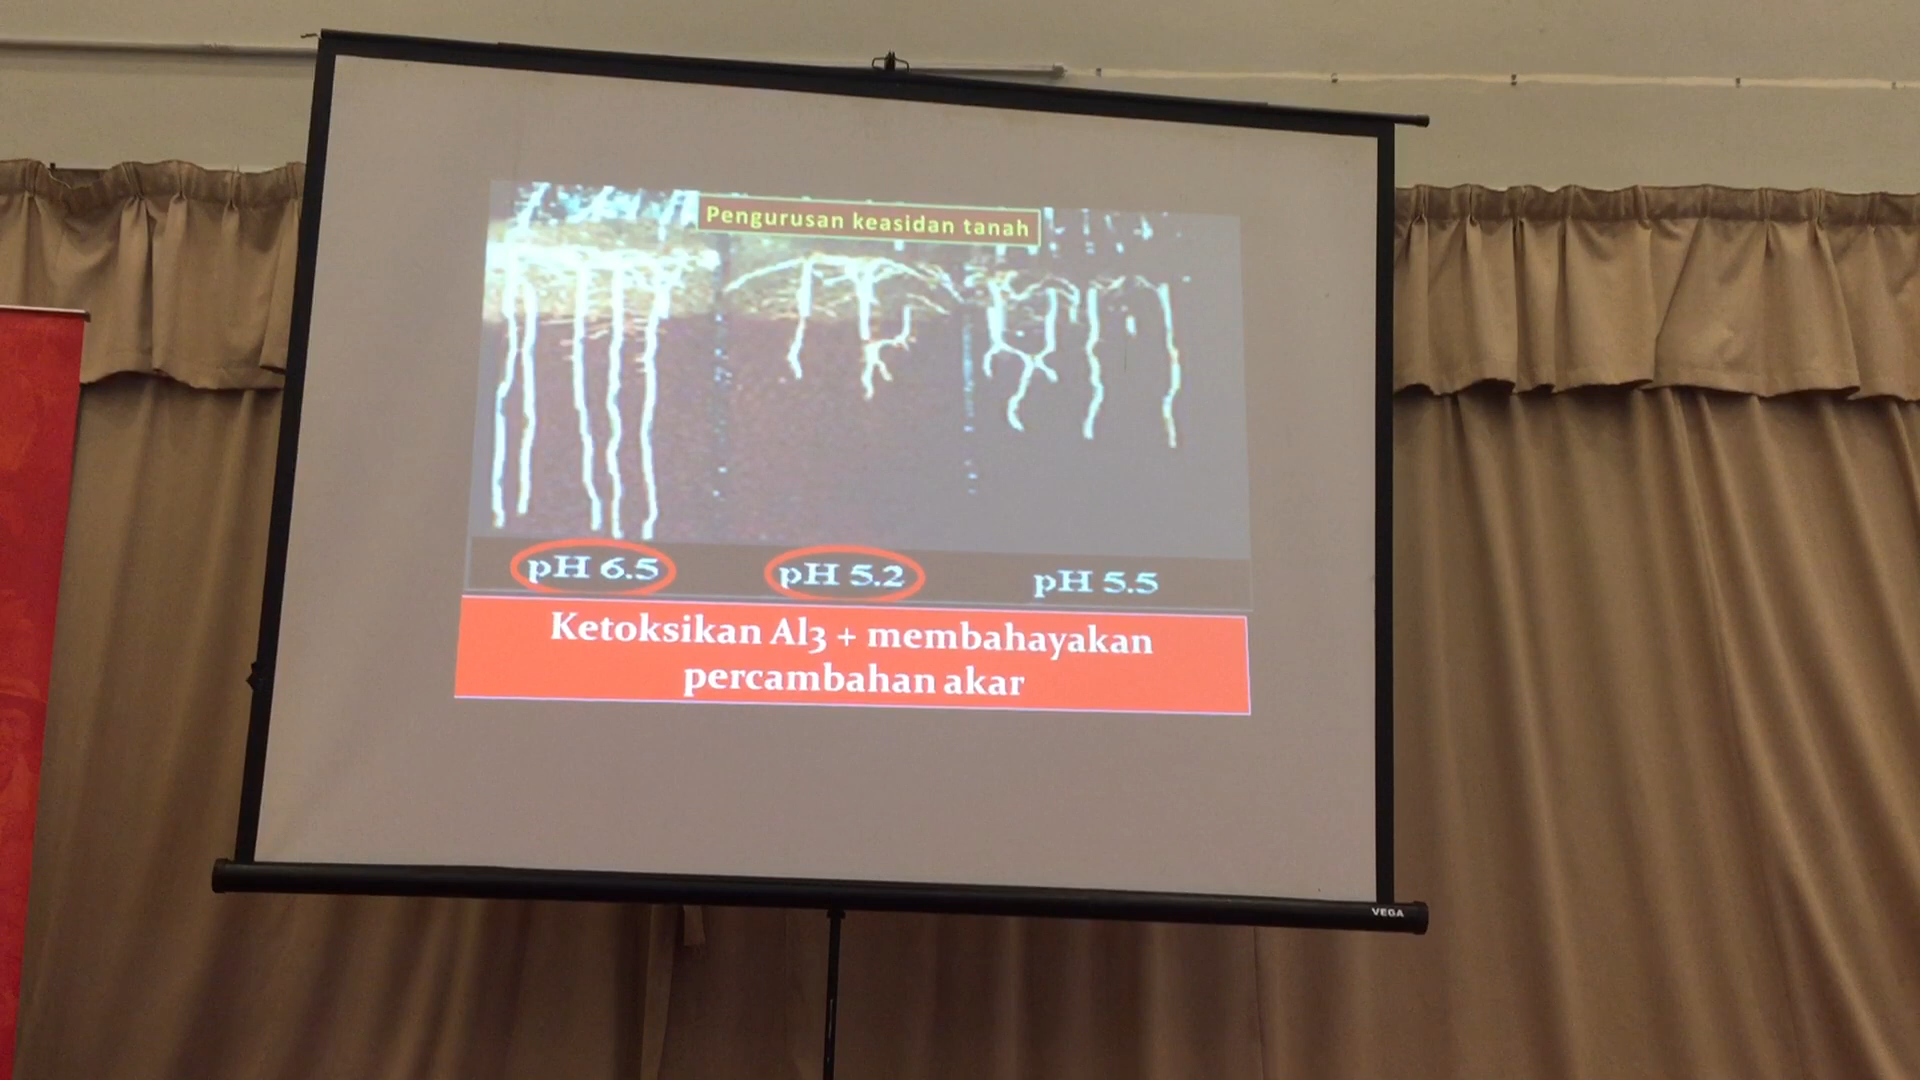 Pengurusan keasidan tanah
pH 6.5
pH 5.2
pH 5.5
Ketoksikan Al3 + membahayakan
percambahan akar
VEGA